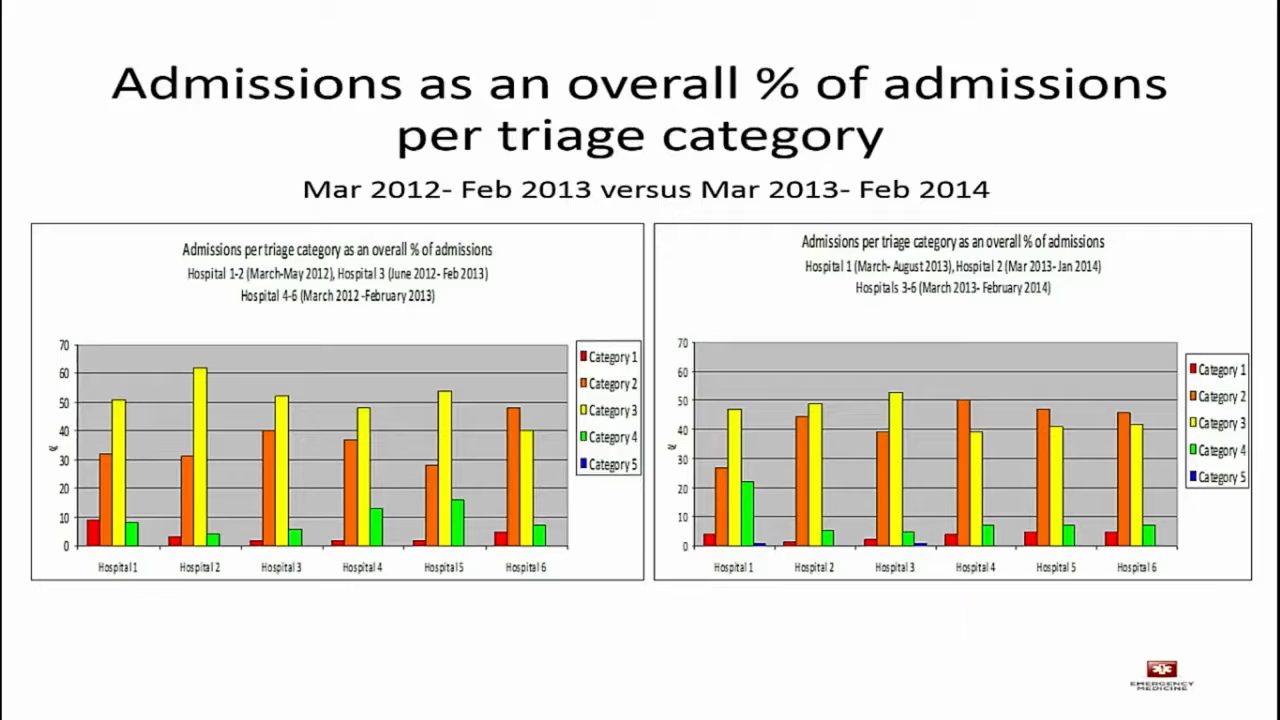 Admissions as an overall % of admissions
per triage category
Mar 2012- Feb 2013 versus Mar 2013- Feb 2014
Admissions per triage category as an overall % of admissions
Hospital 1-2 (March-May 2012), Hospital 3 (June 2012- Feb 2013)
Hospital 4-6 (March 2012 -February 2013)
70
60
50
40
30
20
10
0
%
Hospital 1
Hospital 2
Hospital 3
Hospital 4
Hospital5
Hospital 6
Category 1
Category 2
Category 3
Category 4
Category 5
Admissions per triage category as an overall % of admissions
Hospital 1 (March- August 2013), Hospital 2 (Mar 2013- Jan 2014)
Hospitals 3-6 (March 2013- February 2014)
70
60
50
40
30
20
10
0
%
Hospital 1
Hospital 2
Hospital 3
Hospital 4
Hospital 5
Hospital 6
Category 1
Category 2
Category 3
Category 4
Category 5
EMERGENCY
MEDICINE